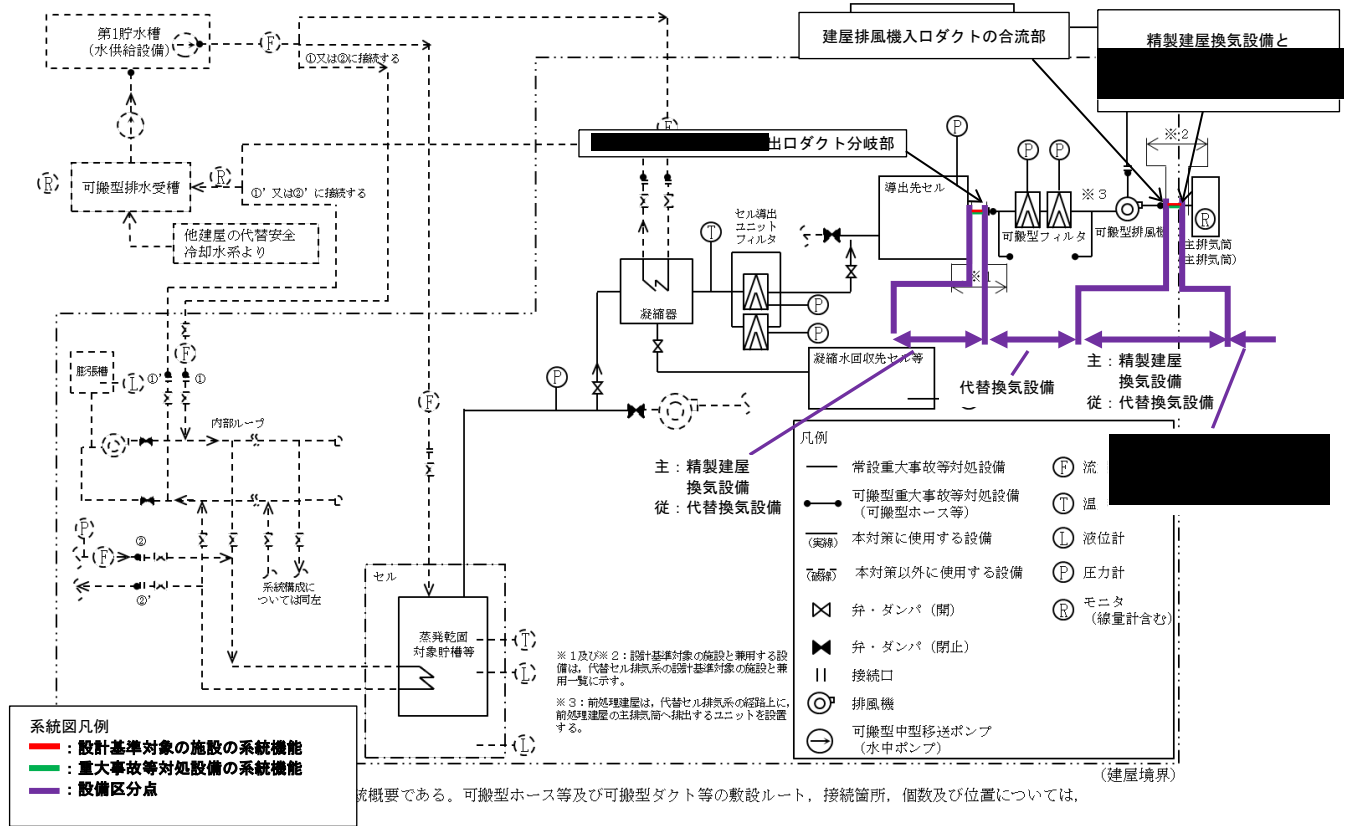 第1貯水槽
(水供給設備)
F
①又は②に接続する
建屋排風機入口ダクトの合流部
精製建屋換気設備と
出口ダクト分岐部
R
可搬型排水受槽
R
①’又は②’に接続する
他建屋の代替安全
冷却水系より
F
P
P
P
※2
導出先セル
※3
可搬型フィルタ
可搬型排風機
R
主排気筒
(主排気筒)
※1
セル導出
ユニット
フィルタ
T
凝縮器
P
P
凝縮水回収先セル等
代替換気設備
主:精製建屋
換気設備
従:代替換気設備
膨張槽
L
F
①’
①
内部ループ
F
P
主:精製建屋
換気設備
従:代替換気設備
P
F
②
②’
系統構成に
ついては同左
セル
蒸発乾固
対象貯槽等
T
L
L
※1及び※2:設計基準対象の施設と兼用する設
備は,代替セル排気系の設計基準対象の施設と兼
用一覧に示す。
※3:前処理建屋は,代替セル排気系の経路上に,
前処理建屋の主排気筒へ排出するユニットを設置
する。
凡例
常設重大事故等対処設備
可搬型重大事故等対処設備
(可搬型ホース等)
(実線) 本対策に使用する設備
(破線) 本対策以外に使用する設備
弁・ダンパ(開)
弁・ダンパ(閉止)
接続口
排風機
可搬型中型移送ポンプ
(水中ポンプ)
F 流
T 温
L 液位計
P 圧力計
R モニタ
(線量計含む)
(建屋境界)
系統図凡例
:設計基準対象の施設の系統機能
:重大事故等対処設備の系統機能
:設備区分点
統概要である。可搬型ホース等及び可搬型ダクト等の敷設ルート,接続箇所,個数及び位置については,